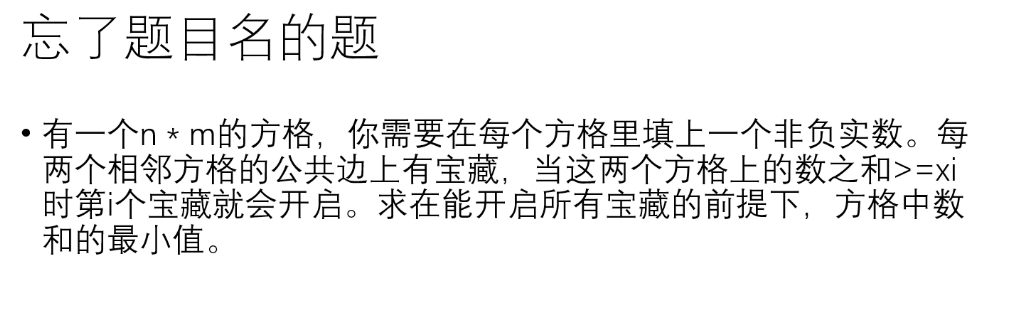 忘了题目名的题
• 有一个n * m的方格，你需要在每个方格里填上一个非负实数。每
两个相邻方格的公共边上有宝藏，当这两个方格上的数之和>=xi
时第i个宝藏就会开启。求在能开启所有宝藏的前提下，方格中数
和的最小值。